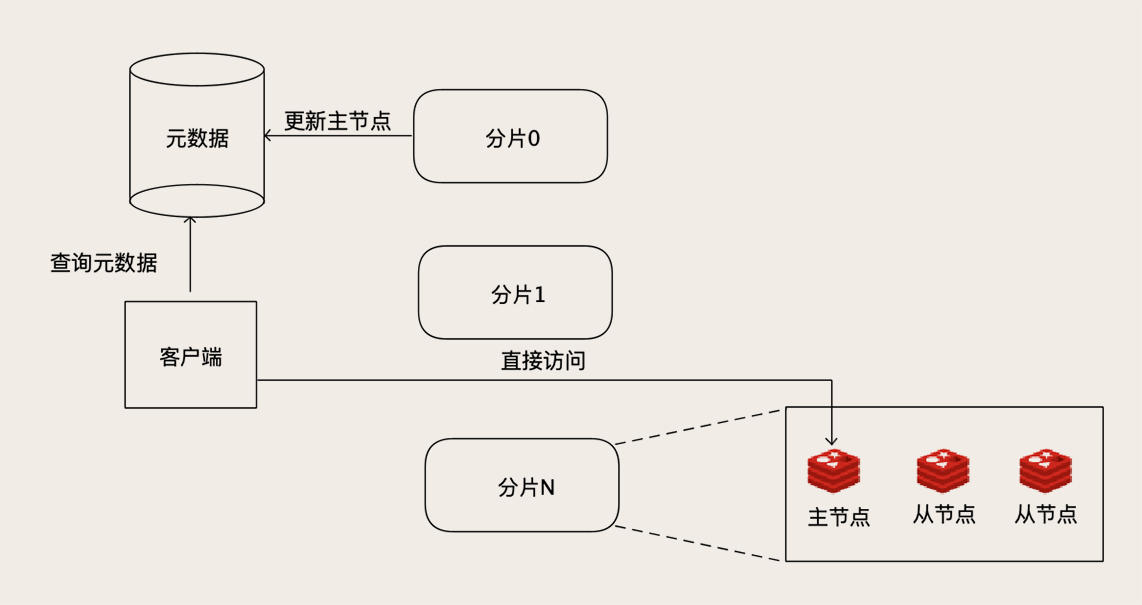 更新主节点
元数据
分片0
查询元数据
分片1
客户端
直接访问
分片N
主节点
从节点
从节点